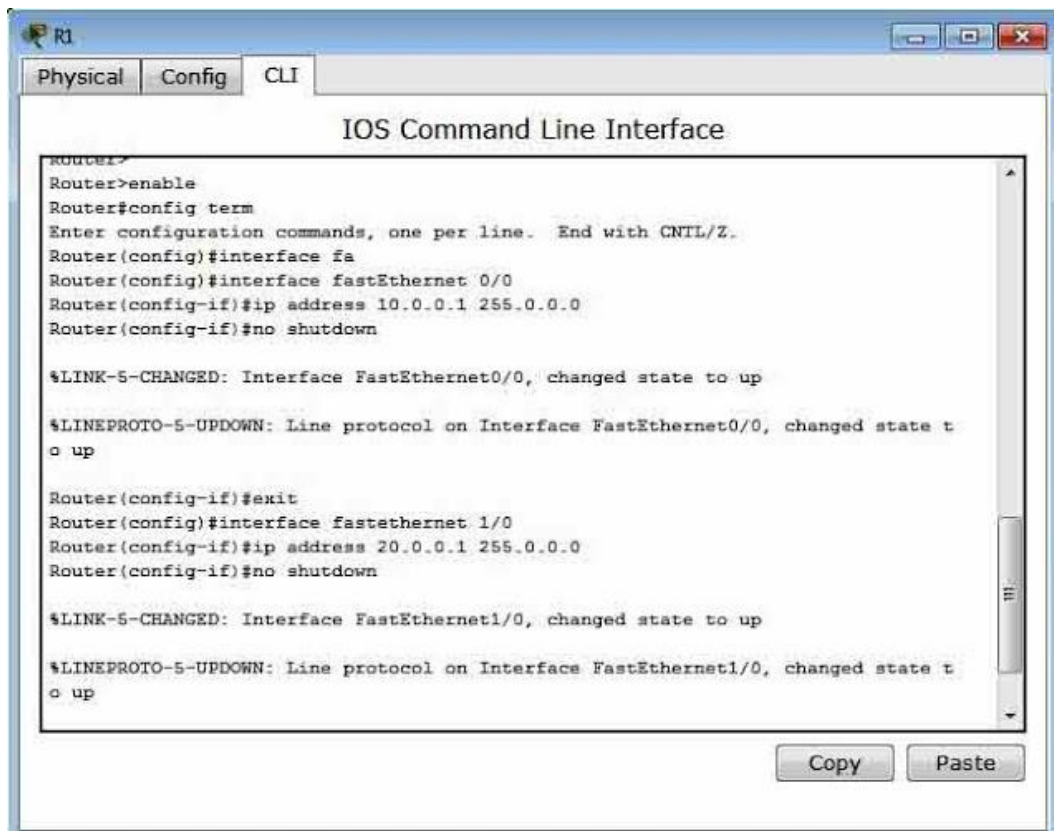 R1
Physical Config CLI
IOS Command Line Interface
Router>
Router>enable
Router#config term
Enter configuration commands, one per line.  End with CNTL/Z.
Router(config)#interface fa
Router(config)#interface fastEthernet 0/0
Router(config-if)#ip address 10.0.0.1 255.0.0.0
Router(config-if)#no shutdown
%LINK-5-CHANGED: Interface FastEthernet0/0, changed state to up
%LINEPROTO-5-UPDOWN: Line protocol on Interface FastEthernet0/0, changed state t
o up
Router(config-if)#exit
Router(config)#interface fastethernet 1/0
Router(config-if)#ip address 20.0.0.1 255.0.0.0
Router(config-if)#no shutdown
%LINK-5-CHANGED: Interface FastEthernet1/0, changed state to up
%LINEPROTO-5-UPDOWN: Line protocol on Interface FastEthernet1/0, changed state t
o up
Copy Paste